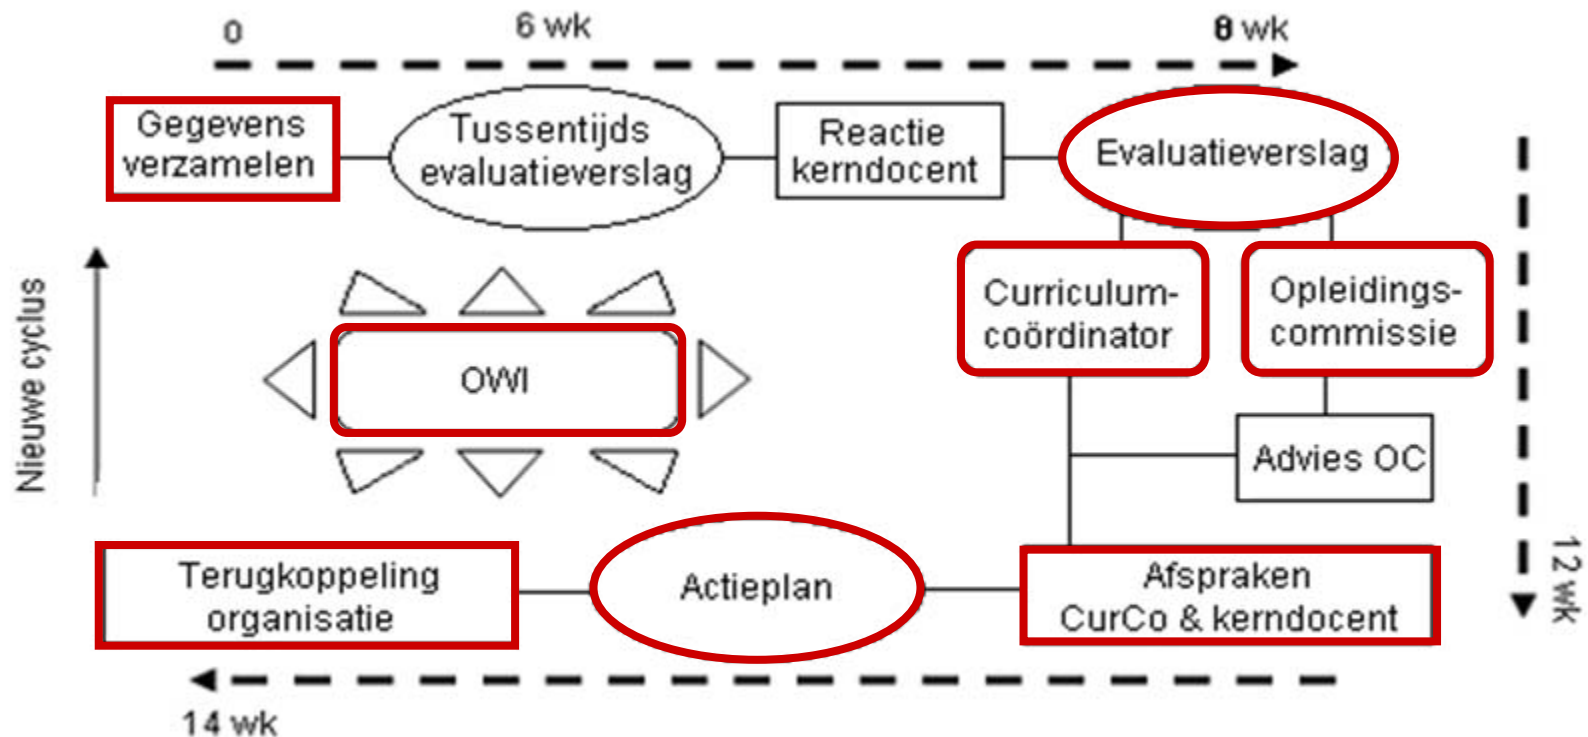 0
6 wk
8 wk
Gegevens
verzamelen
Tussentijds
evaluatieverslag
Reactie
kerndocent
Evaluatieverslag
Curriculum-
coördinator
Opleidings-
commissie
Nieuwe cyclus
OWI
Advies OC
12 wk
Terugkoppeling
organisatie
Actieplan
Afspraken
CurCo & kerndocent
14 wk